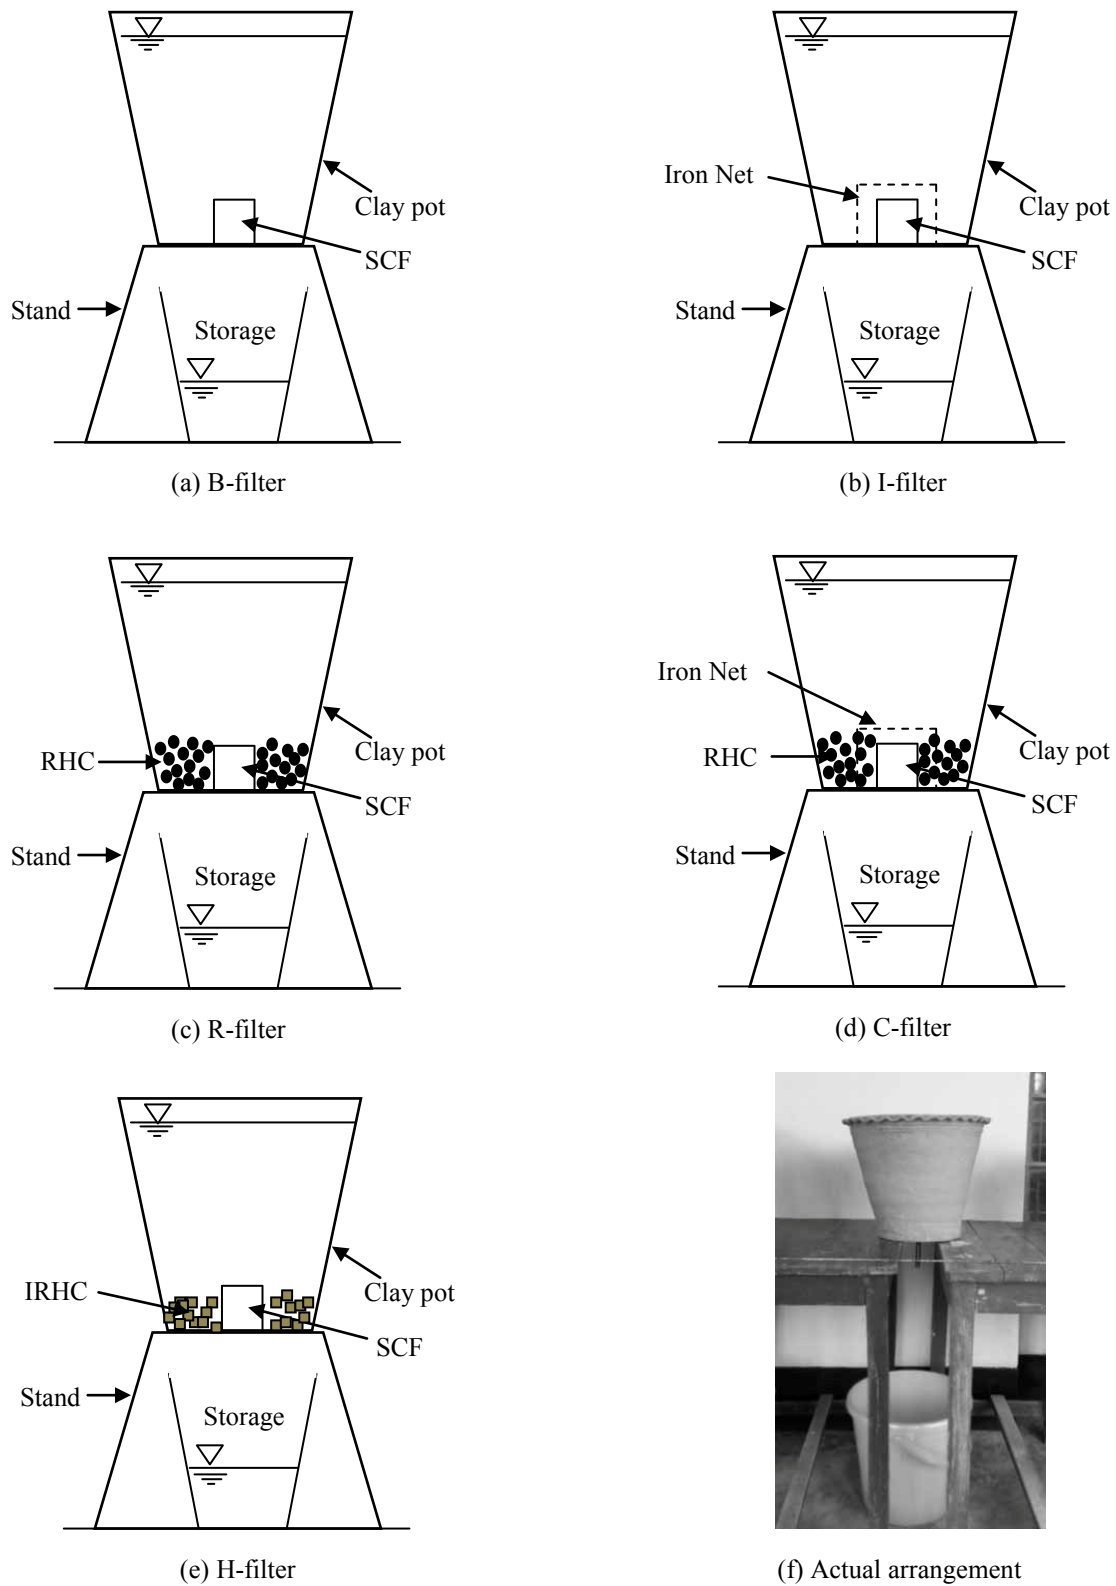 Clay pot
SCF
Stand
Storage
(a) B-filter
Iron Net
Clay pot
SCF
Stand
Storage
(b) I-filter
RHC
Clay pot
SCF
Stand
Storage
(c) R-filter
Iron Net
RHC
Clay pot
SCF
Stand
Storage
(d) C-filter
IRHC
Clay pot
SCF
Stand
Storage
(e) H-filter
(f) Actual arrangement